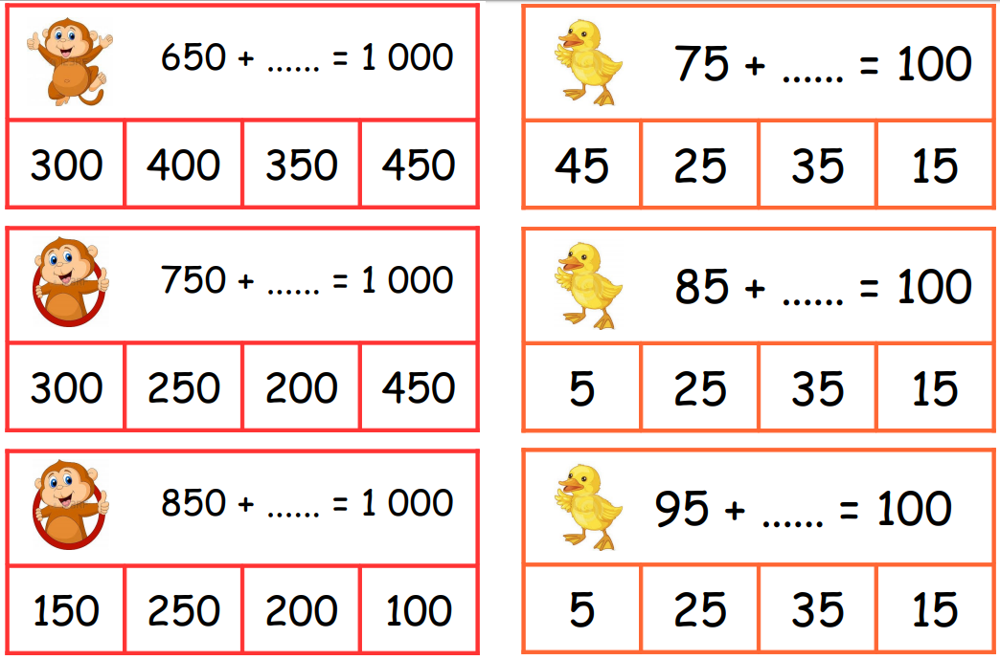 650 + ...... = 1 000
300 400 350 450
750 + ...... = 1 000
300 250 200 450
850 + ...... = 1 000
150 250 200 100
75 + ...... = 100
45 25 35 15
85 + ...... = 100
5 25 35 15
95 + ...... = 100
5 25 35 15